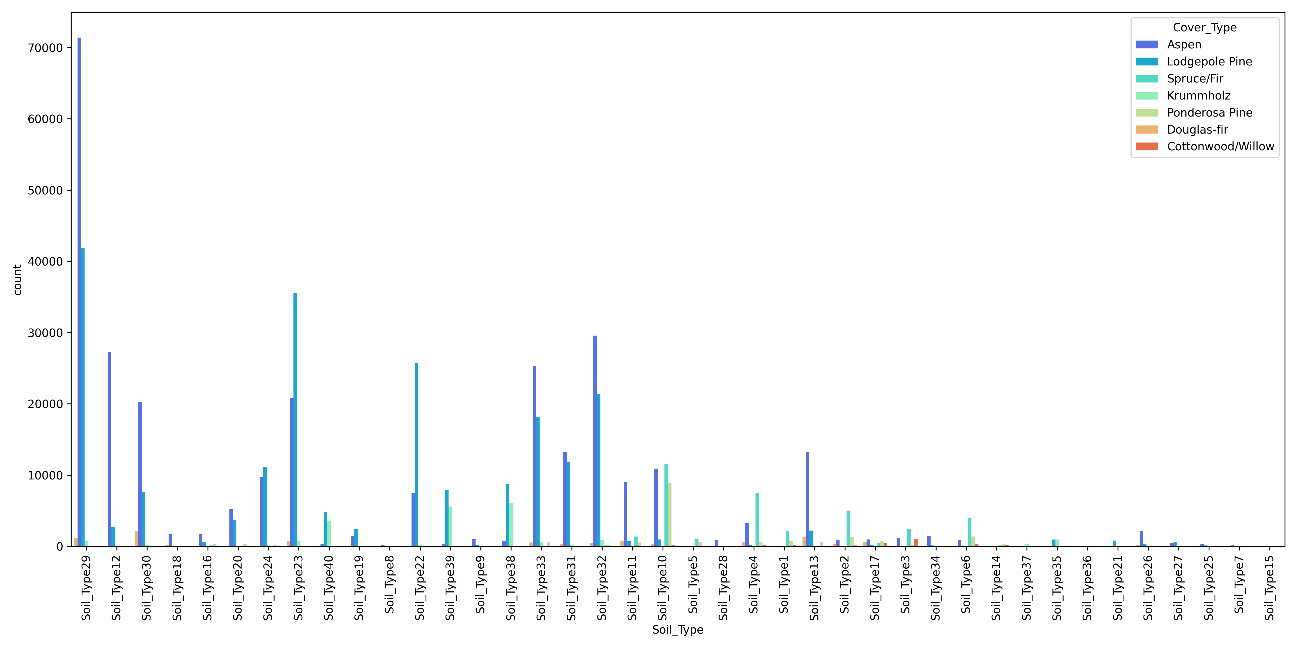 Cover_Type
Aspen
Lodgepole Pine
Spruce/Fir
Krummholz
Ponderosa Pine
Douglas-fir
Cottonwood/Willow
70000
60000
50000
40000
30000
20000
10000
0
count
Soil_Type29
Soil_Type12
Soil_Type30
Soil_Type18
Soil_Type16
Soil_Type20
Soil_Type24
Soil_Type23
Soil_Type40
Soil_Type19
Soil_Type8
Soil_Type22
Soil_Type39
Soil_Type9
Soil_Type38
Soil_Type33
Soil_Type31
Soil_Type32
Soil_Type11
Soil_Type10
Soil_Type5
Soil_Type28
Soil_Type4
Soil_Type1
Soil_Type13
Soil_Type2
Soil_Type17
Soil_Type3
Soil_Type34
Soil_Type6
Soil_Type14
Soil_Type37
Soil_Type35
Soil_Type36
Soil_Type21
Soil_Type26
Soil_Type27
Soil_Type25
Soil_Type7
Soil_Type15
Soil_Type